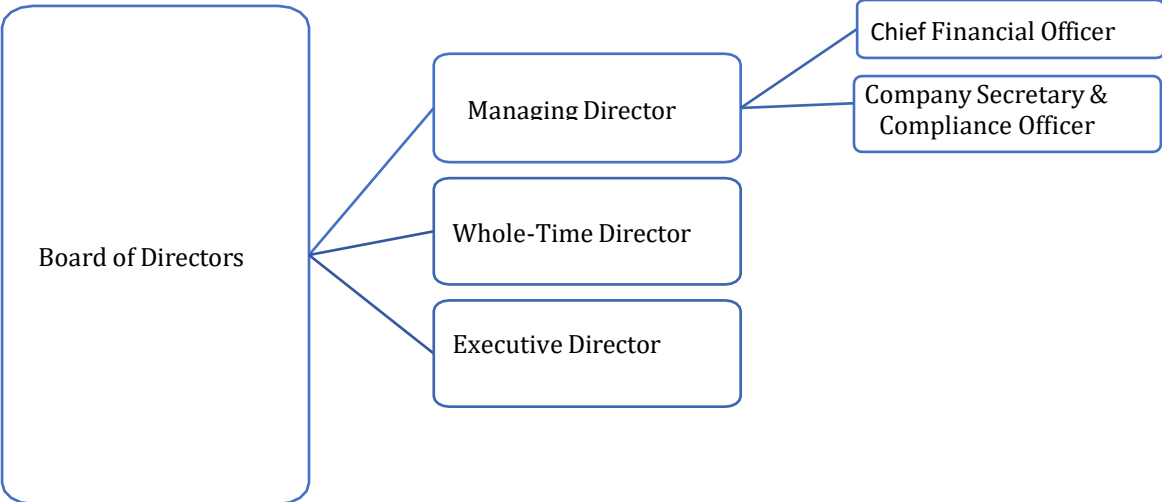 Board of Directors
Managing Director
Whole-Time Director
Executive Director
Chief Financial Officer
Company Secretary &
Compliance Officer